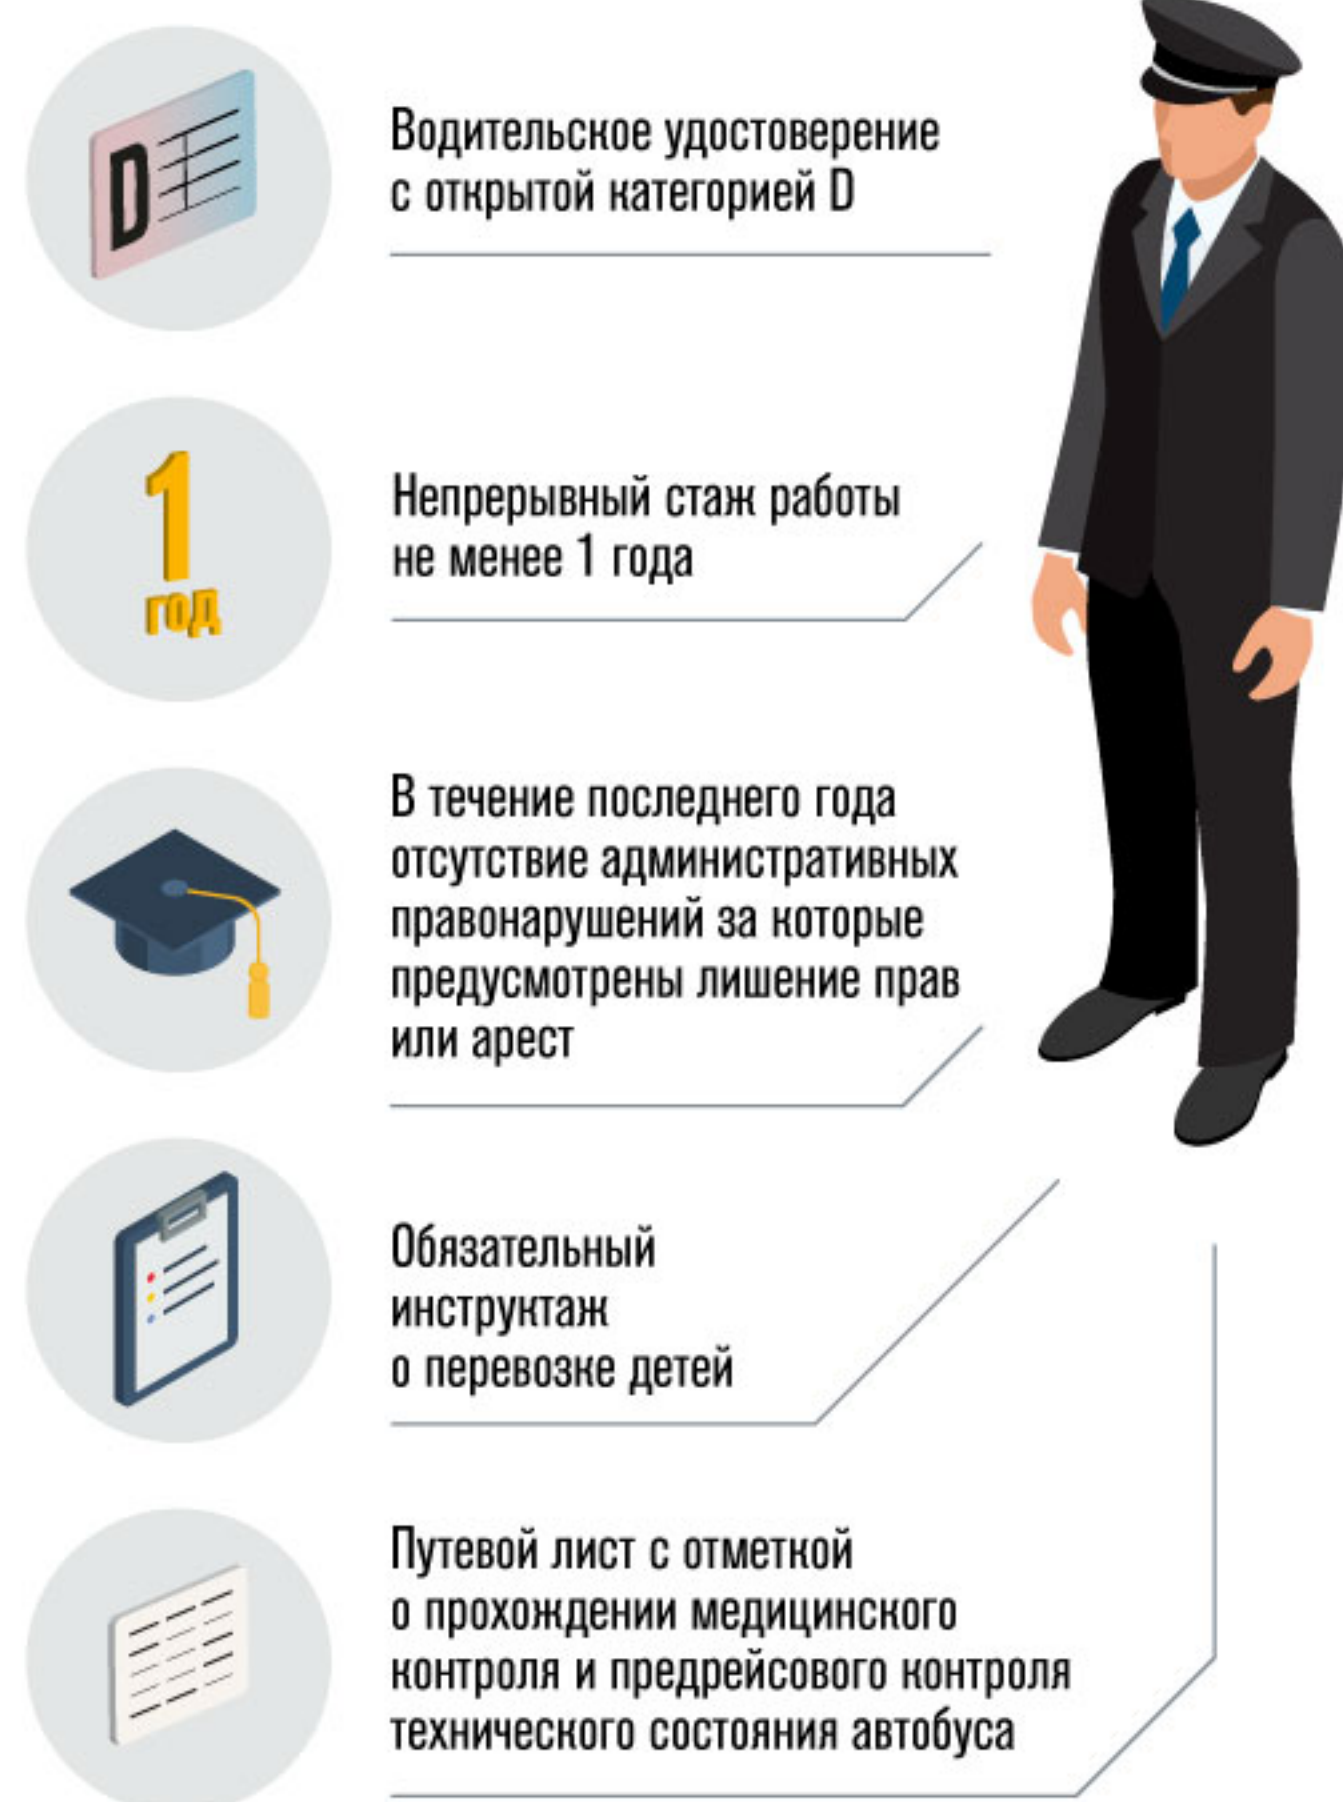 D
Водительское удостоверение
с открытой категорией D
1
год
Непрерывный стаж работы
не менее 1 года
В течение последнего года
отсутствие административных
правонарушений за которые
предусмотрены лишение прав
или арест
Обязательный
инструктаж
о перевозке детей
Путевой лист с отметкой
о прохождении медицинского
контроля и предрейсового контроля
технического состояния автобуса